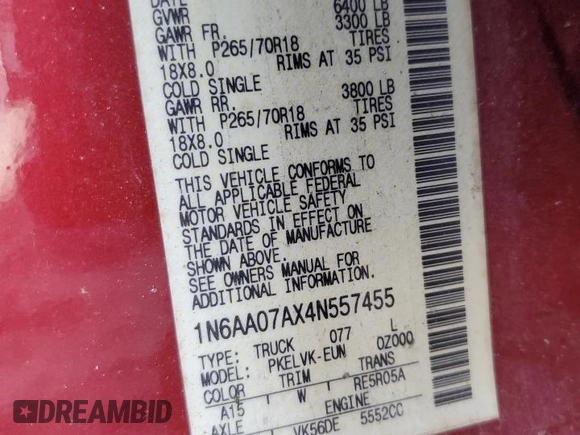 DATE
GVWR 6400 LB
GAWR FR. 3300 LB
WITH P265/70R18 TIRES
18X8.0 RIMS AT 35 PSI
COLD SINGLE
GAWR RR. 3800 LB
WITH P265/70R18 TIRES
18X8.0 RIMS AT 35 PSI
COLD SINGLE
THIS VEHICLE CONFORMS TO
ALL APPLICABLE FEDERAL
MOTOR VEHICLE SAFETY
STANDARDS IN EFFECT ON
THE DATE OF MANUFACTURE
SHOWN ABOVE.
SEE OWNERS MANUAL FOR
ADDITIONAL INFORMATION
1N6AA07AX4N557455
TYPE: TRUCK 077 L
MODEL: PKELVK-EUN 0Z000
COLOR TRIM TRANS
A15 W RE5R05A
AXLE ENGINE
VK56DE 5552CC
DREAMBID